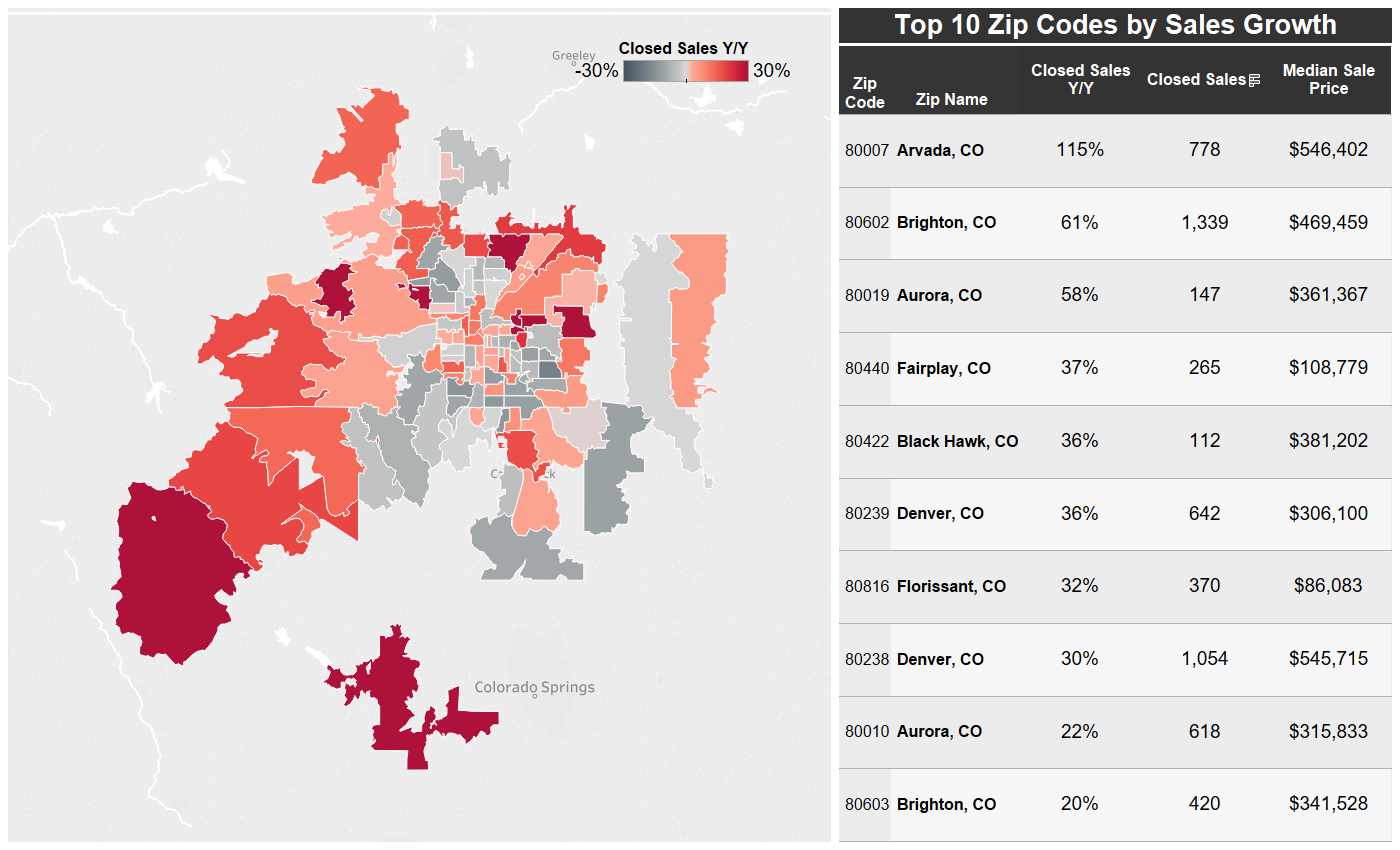 Greeley
Closed Sales Y/Y
-30% 30%
Colorado Springs
Top 10 Zip Codes by Sales Growth
Zip Code Zip Name Closed Sales Y/Y Closed Sales Median Sale Price
80007 Arvada, CO 115% 778 $546,402
80602 Brighton, CO 61% 1,339 $469,459
80019 Aurora, CO 58% 147 $361,367
80440 Fairplay, CO 37% 265 $108,779
80422 Black Hawk, CO 36% 112 $381,202
80239 Denver, CO 36% 642 $306,100
80816 Florissant, CO 32% 370 $86,083
80238 Denver, CO 30% 1,054 $545,715
80010 Aurora, CO 22% 618 $315,833
80603 Brighton, CO 20% 420 $341,528